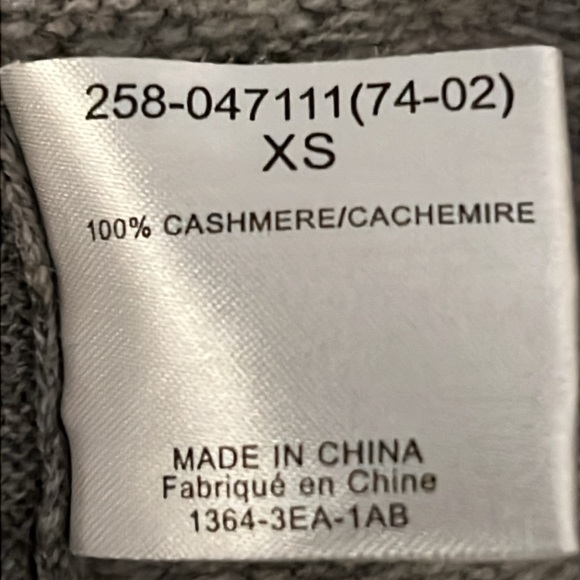 258-047111(74-02)
XS
100% CASHMERE/CACHEMIRE
MADE IN CHINA
Fabriqué en Chine
1364-3EA-1AB